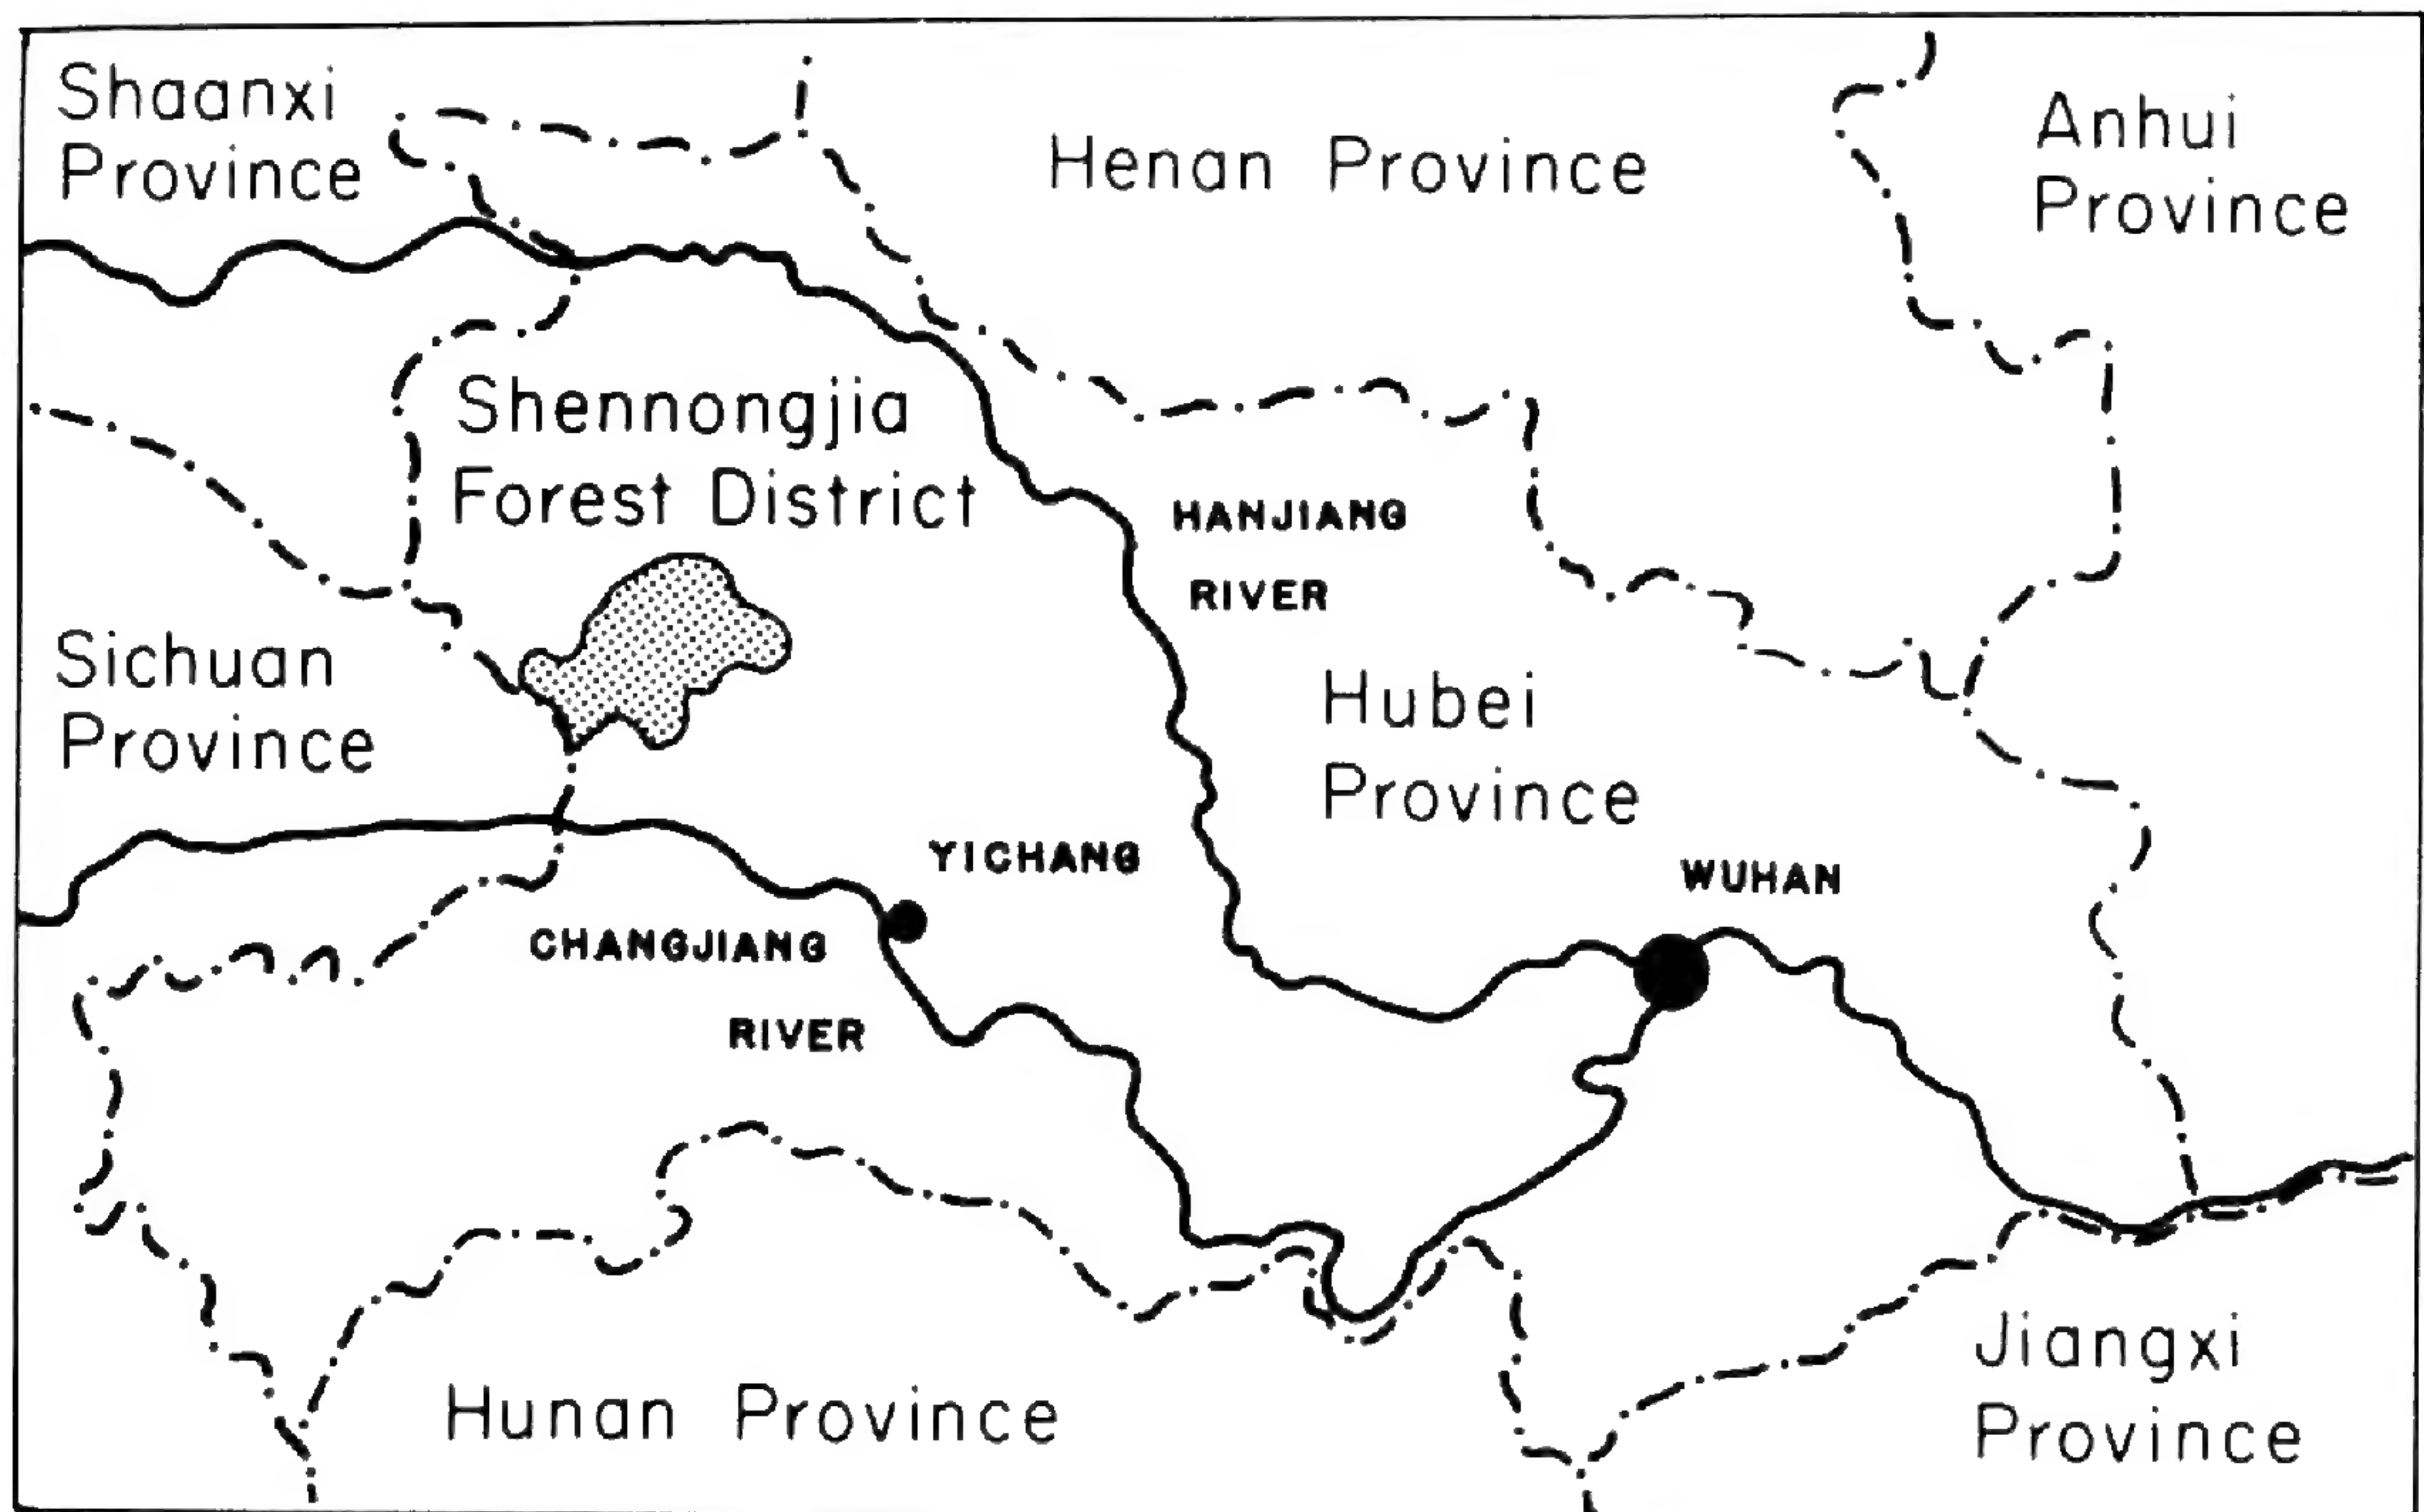 Shaanxi
Province
Henan Province
Anhui
Province
Shennongjia
Forest District
HANJIANG
RIVER
Sichuan
Province
Hubei
Province
YICHANG
WUHAN
CHANGJIANG
RIVER
Hunan Province
Jiangxi
Province